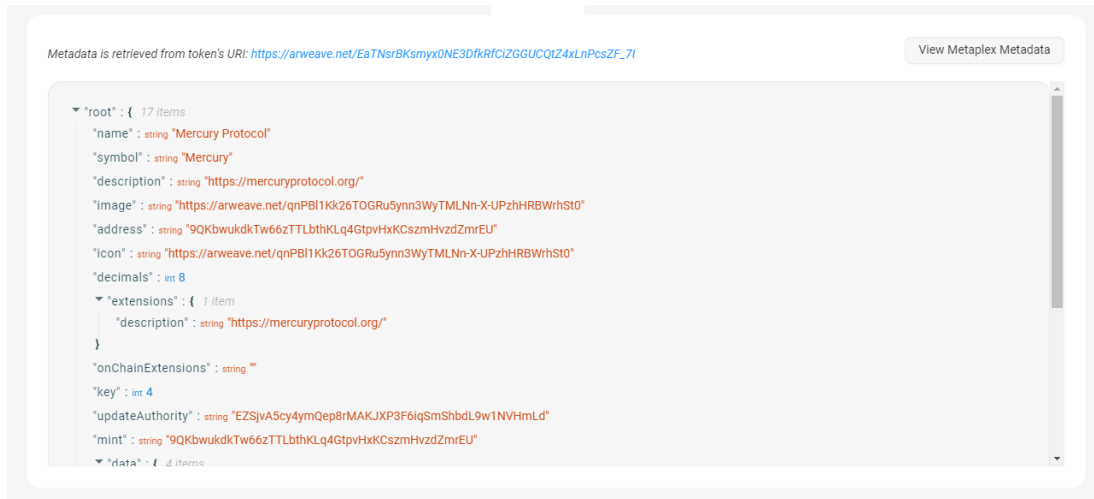 Metadata is retrieved from token's URI: https://arweave.net/EaTNsrBKsmyx0NE3DfkRfCiZGGUCQtZ4xLnPcsZF_7I
View Metaplex Metadata
"root" : { 17 items
"name" : string "Mercury Protocol"
"symbol" : string "Mercury"
"description" : string "https://mercuryprotocol.org/"
"image" : string "https://arweave.net/qnPBl1Kk26TOGRu5ynn3WyTMLNn-X-UPzhHRBWrhSt0"
"address" : string "9QKbwukdkTw66zTTLbthKLq4GtpvHxKCszmHvzdZmrEU"
"icon" : string "https://arweave.net/qnPBl1Kk26TOGRu5ynn3WyTMLNn-X-UPzhHRBWrhSt0"
"decimals" : int 8
"extensions" : { 1 item
"description" : string "https://mercuryprotocol.org/"
}
"onChainExtensions" : string ""
"key" : int 4
"updateAuthority" : string "EZSjvA5cy4ymQep8rMAKJXP3F6iqSmShbdL9w1NVHmLd"
"mint" : string "9QKbwukdkTw66zTTLbthKLq4GtpvHxKCszmHvzdZmrEU"
"data" : { 4 items